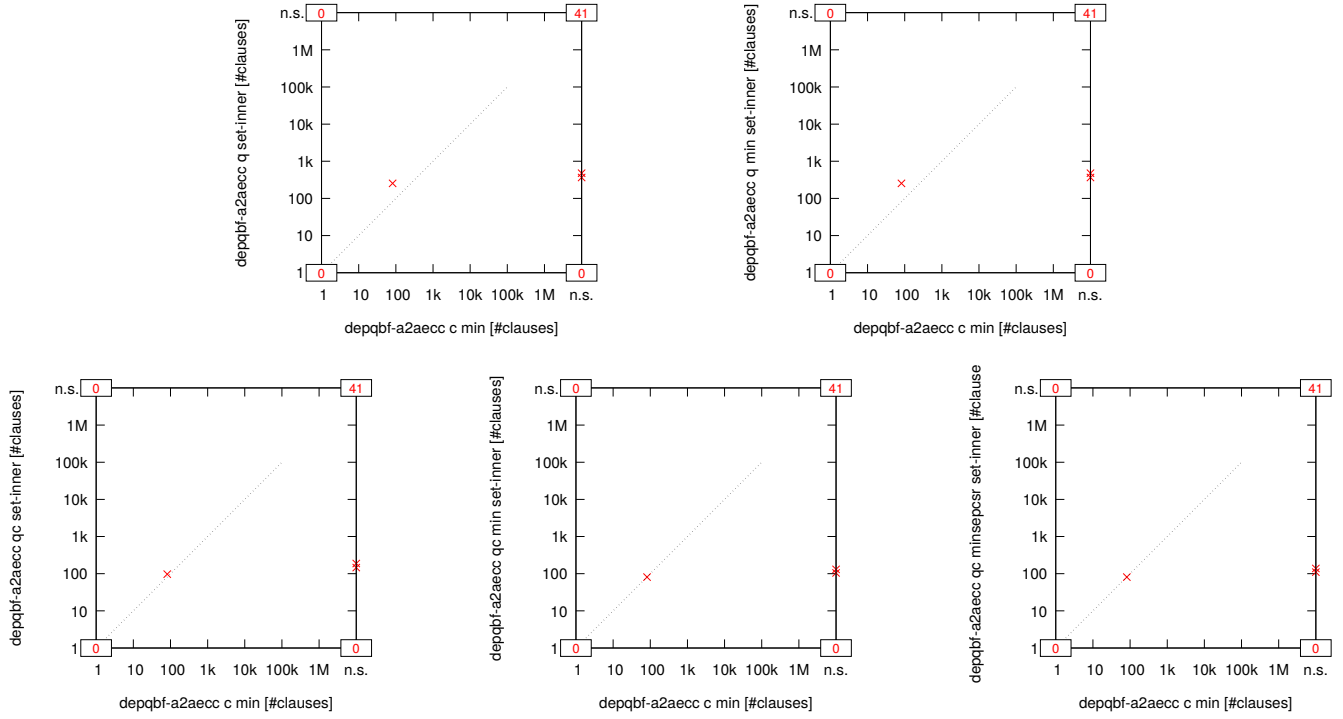 n.s. 0 41
1M
100k
10k
1k
100
10
1 0 0
1 10 100 1k 10k 100k 1M n.s.
depqbf-a2aecc q set-inner [#clauses]
depqbf-a2aecc c min [#clauses]
n.s. 0 41
1M
100k
10k
1k
100
10
1 0 0
1 10 100 1k 10k 100k 1M n.s.
depqbf-a2aecc q min set-inner [#clauses]
depqbf-a2aecc c min [#clauses]
n.s. 0 41
1M
100k
10k
1k
100
10
1 0 0
1 10 100 1k 10k 100k 1M n.s.
depqbf-a2aecc qc set-inner [#clauses]
depqbf-a2aecc c min [#clauses]
n.s. 0 41
1M
100k
10k
1k
100
10
1 0 0
1 10 100 1k 10k 100k 1M n.s.
depqbf-a2aecc qc min set-inner [#clauses]
depqbf-a2aecc c min [#clauses]
n.s. 0 41
1M
100k
10k
1k
100
10
1 0 0
1 10 100 1k 10k 100k 1M n.s.
depqbf-a2aecc qc minsepcsr set-inner [#clause
depqbf-a2aecc c min [#clauses]